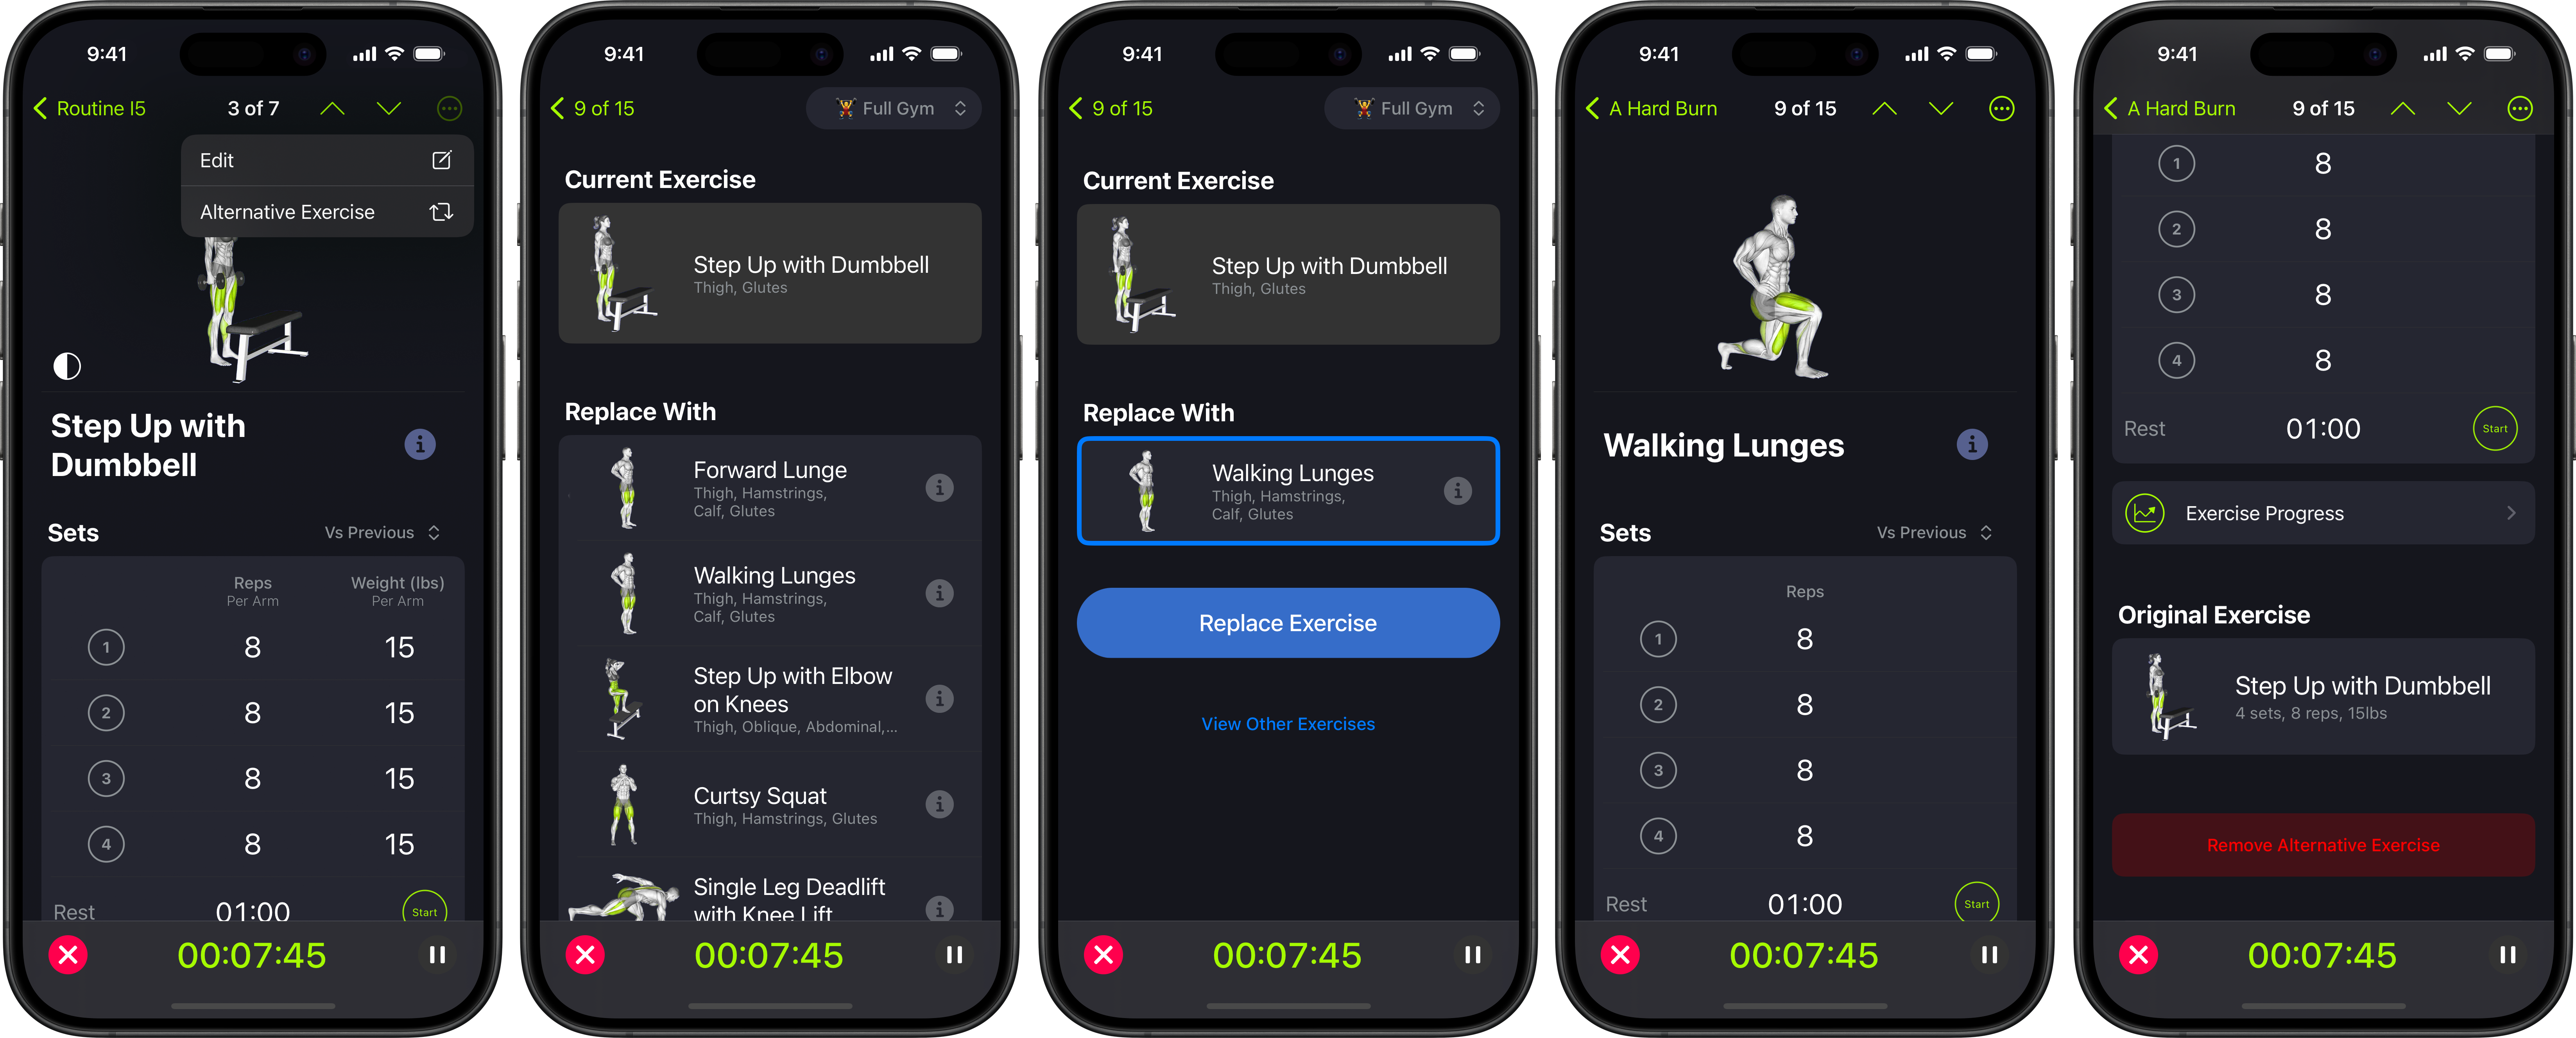 9:41
Routine I5
3 of 7
Edit
Alternative Exercise
Step Up with
Dumbbell
Sets
Vs Previous
Reps
Weight (lbs)
Per Arm
Per Arm
1 8 15
2 8 15
3 8 15
4 8 15
Rest 01:00 Start
00:07:45
9:41
9 of 15
Full Gym
Current Exercise
Step Up with Dumbbell
Thigh, Glutes
Replace With
Forward Lunge
Thigh, Hamstrings,
Calf, Glutes
Walking Lunges
Thigh, Hamstrings,
Calf, Glutes
Step Up with Elbow
on Knees
Thigh, Oblique, Abdominal,...
Curtsy Squat
Thigh, Hamstrings, Glutes
Single Leg Deadlift
with Knee Lift
00:07:45
9:41
9 of 15
Full Gym
Current Exercise
Step Up with Dumbbell
Thigh, Glutes
Replace With
Walking Lunges
Thigh, Hamstrings,
Calf, Glutes
Replace Exercise
View Other Exercises
00:07:45
9:41
A Hard Burn
9 of 15
Walking Lunges
Sets
Vs Previous
Reps
1 8
2 8
3 8
4 8
Rest 01:00 Start
00:07:45
9:41
A Hard Burn
9 of 15
1 8
2 8
3 8
4 8
Rest 01:00 Start
Exercise Progress
Original Exercise
Step Up with Dumbbell
4 sets, 8 reps, 15lbs
Remove Alternative Exercise
00:07:45